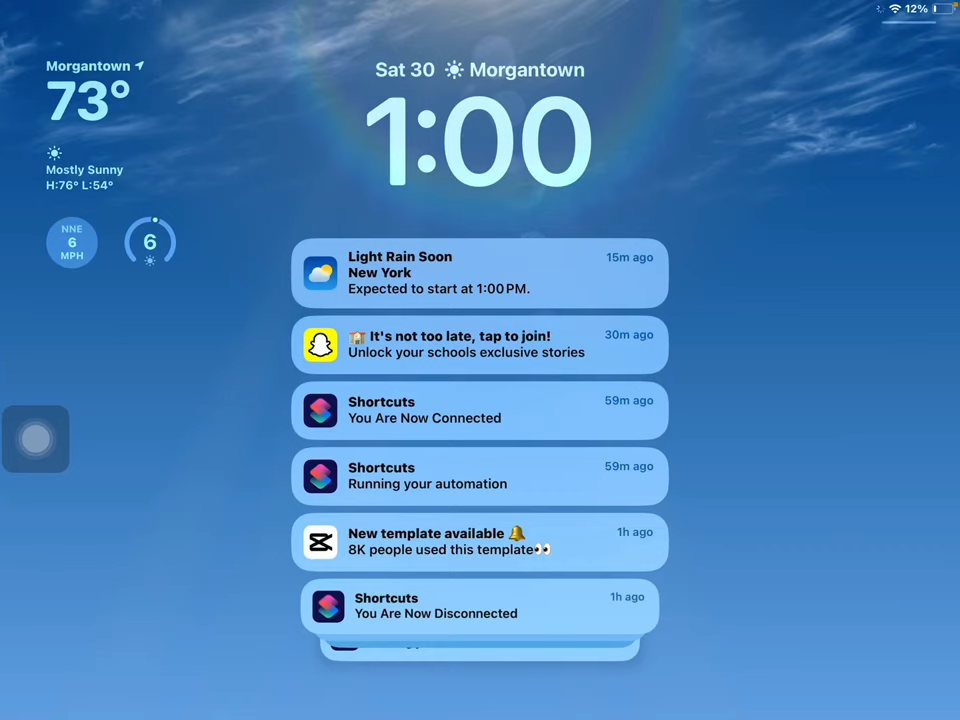 12%
Morgantown
73°
Mostly Sunny
H:76° L:54°
NNE
6
MPH
6
Sat 30 Morgantown
1:00
Light Rain Soon
15m ago
New York
Expected to start at 1:00 PM.
🏫 It's not too late, tap to join!
30m ago
Unlock your schools exclusive stories
Shortcuts
59m ago
You Are Now Connected
Shortcuts
59m ago
Running your automation
New template available 🔔
1h ago
8K people used this template👀
Shortcuts
1h ago
You Are Now Disconnected